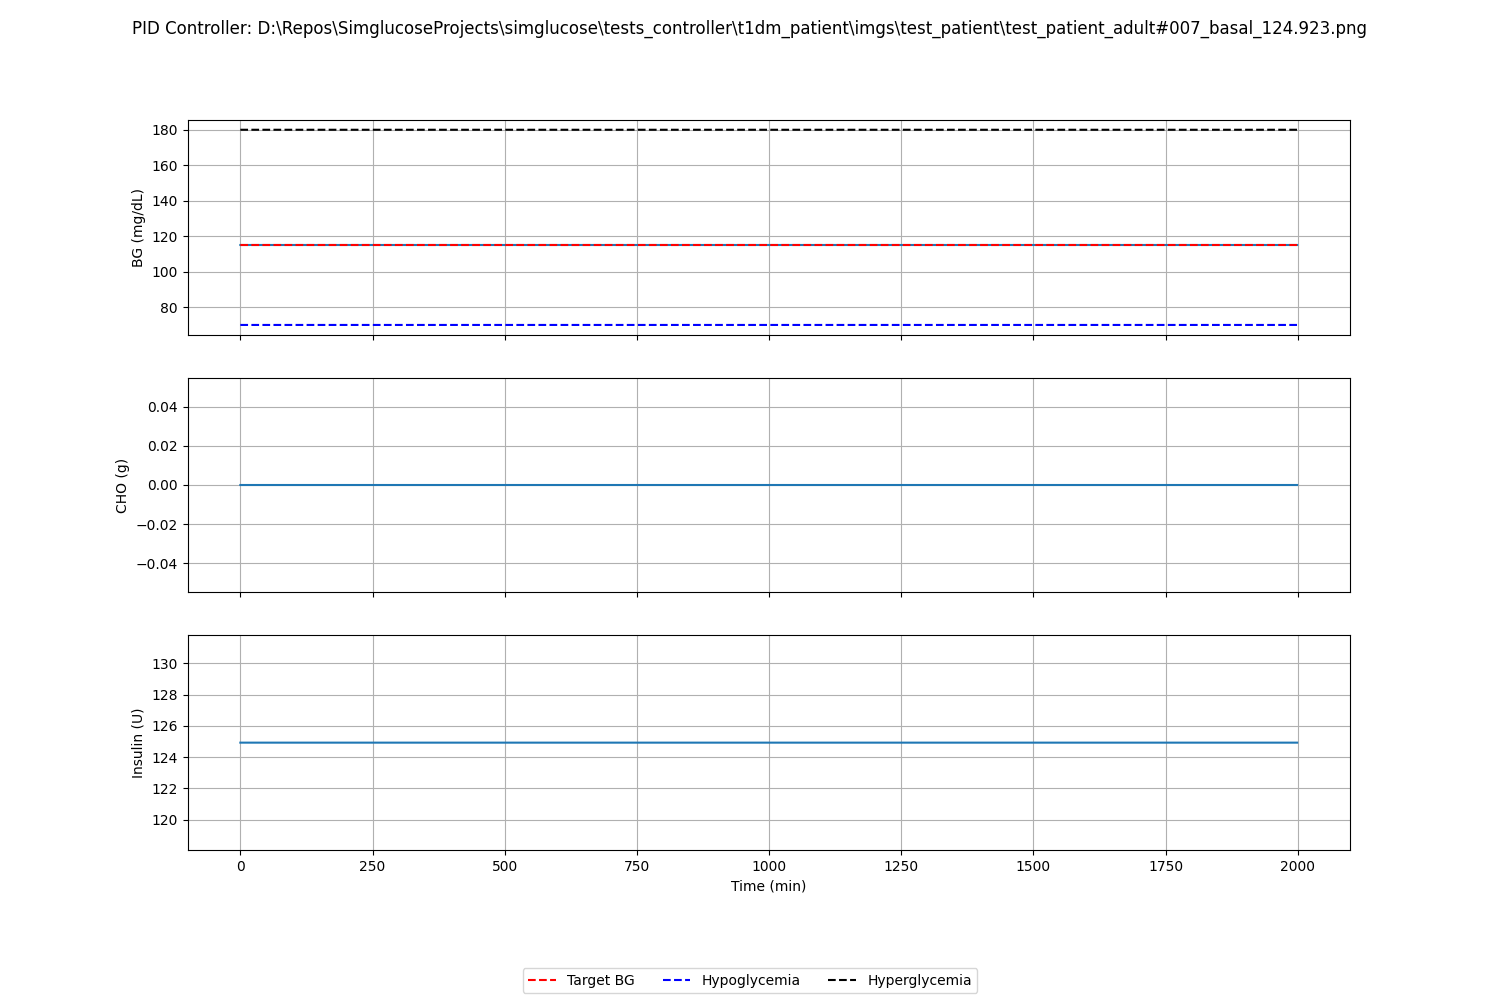 PID Controller: D:\Repos\SimglucoseProjects\simglucose\tests_controller\t1dm_patient\imgs\test_patient\test_patient_adult#007_basal_124.923.png
180
160
140
120
100
80
BG (mg/dL)
0.04
0.02
0.00
−0.02
−0.04
CHO (g)
130
128
126
124
122
120
Insulin (U)
0 250 500 750 1000 1250 1500 1750 2000
Time (min)
Target BG Hypoglycemia Hyperglycemia